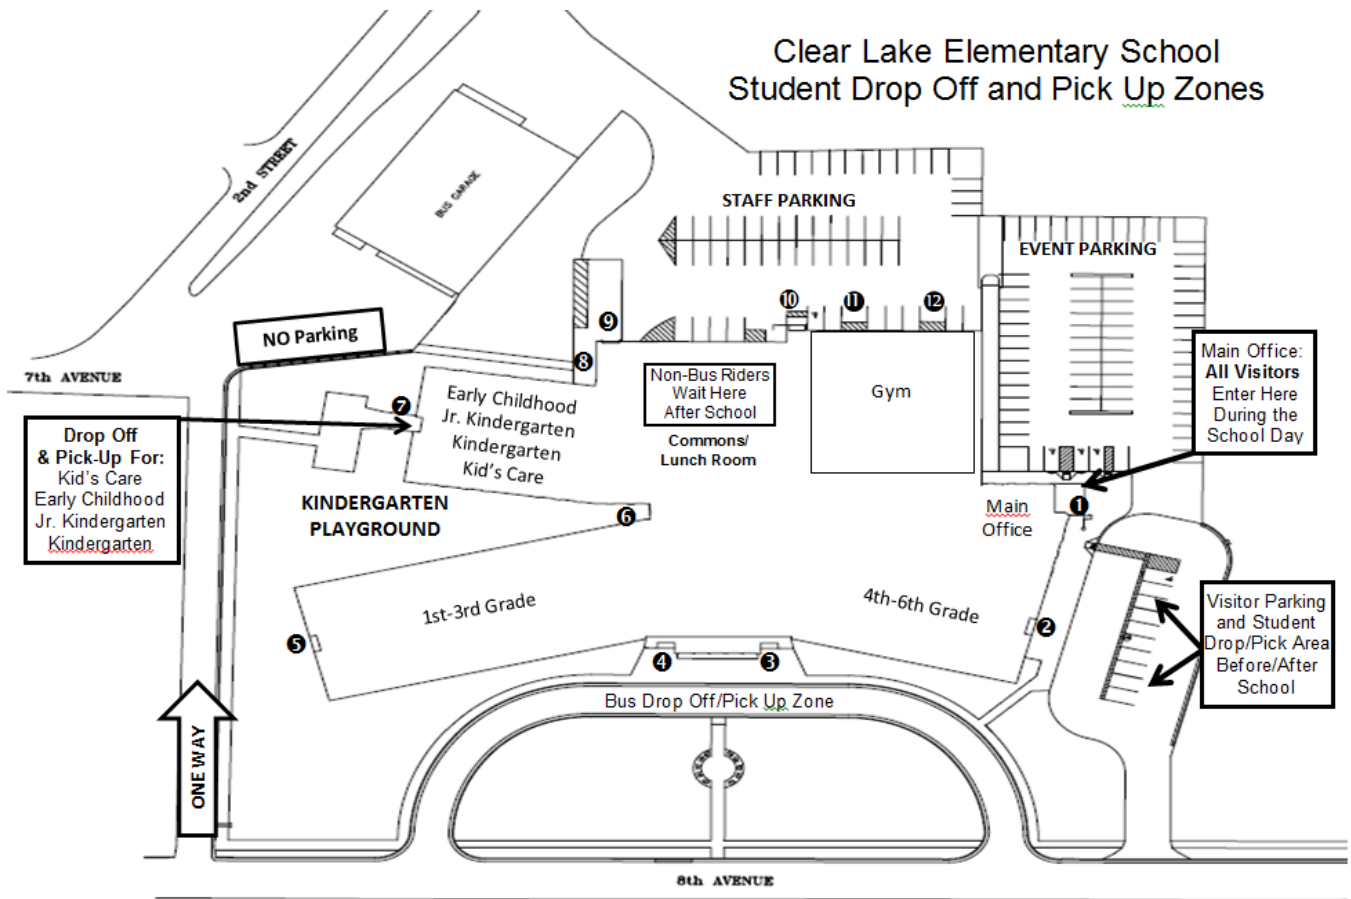 Clear Lake Elementary School
Student Drop Off and Pick Up Zones
2nd STREET
BUS GARAGE
STAFF PARKING
EVENT PARKING
10
11
12
9
8
NO Parking
7th AVENUE
Non-Bus Riders
Wait Here
After School
Commons/
Lunch Room
Gym
Main Office:
All Visitors
Enter Here
During the
School Day
7
Early Childhood
Jr. Kindergarten
Kindergarten
Kid's Care
Drop Off
& Pick-Up For:
Kid's Care
Early Childhood
Jr. Kindergarten
Kindergarten
KINDERGARTEN
PLAYGROUND
6
Main
Office
1
1st-3rd Grade
4th-6th Grade
2
Visitor Parking
and Student
Drop/Pick Area
Before/After
School
5
4
3
Bus Drop Off/Pick Up Zone
ONE WAY
8th AVENUE